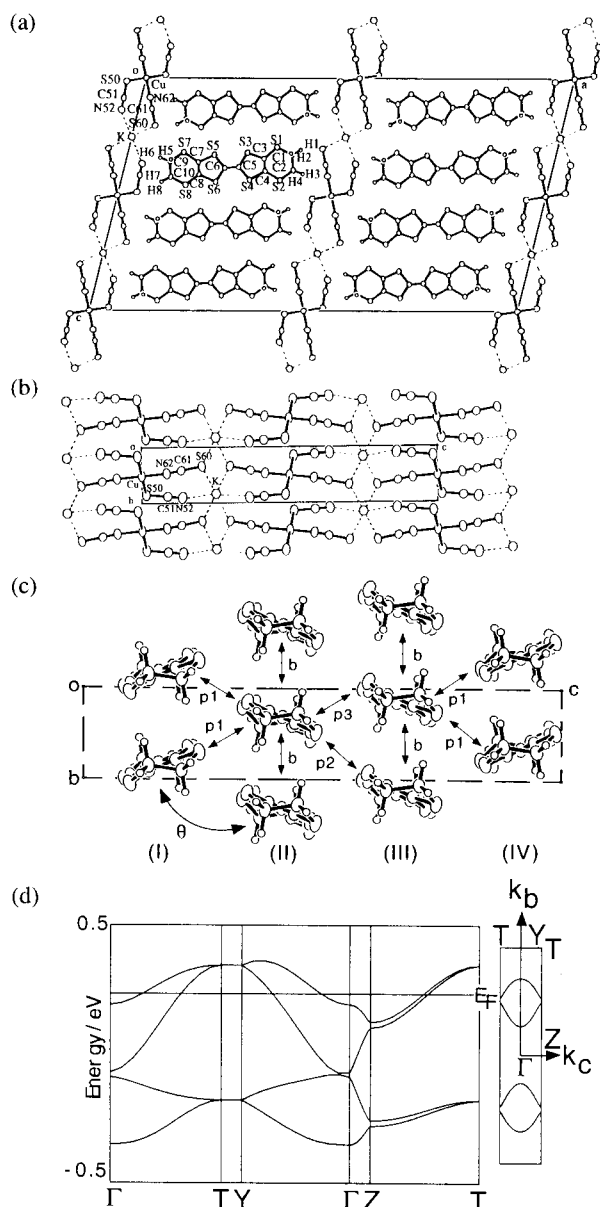 (a)
S50 o Cu a
C51 N62
N52 C61
S60
K
S7 S5 S3 S1 H1
H6 H5 C7 C3 H2
C9 C6 C5 C1 C2
H7 C10 C4 H3
H8 C8 S6 S4 S2 H4
S8
c
(b)
o c
N62 C61 S60
Cu S50 K
b C51 N52
(c)
b b
o p1 p3 p1 c
p1 b p2 b p1
b
θ
(I) (II) (III) (IV)
(d)
0.5
Energy / eV
-0.5
Γ T Y Γ Z T
EF
kb
T Y T
Z
Γ kc